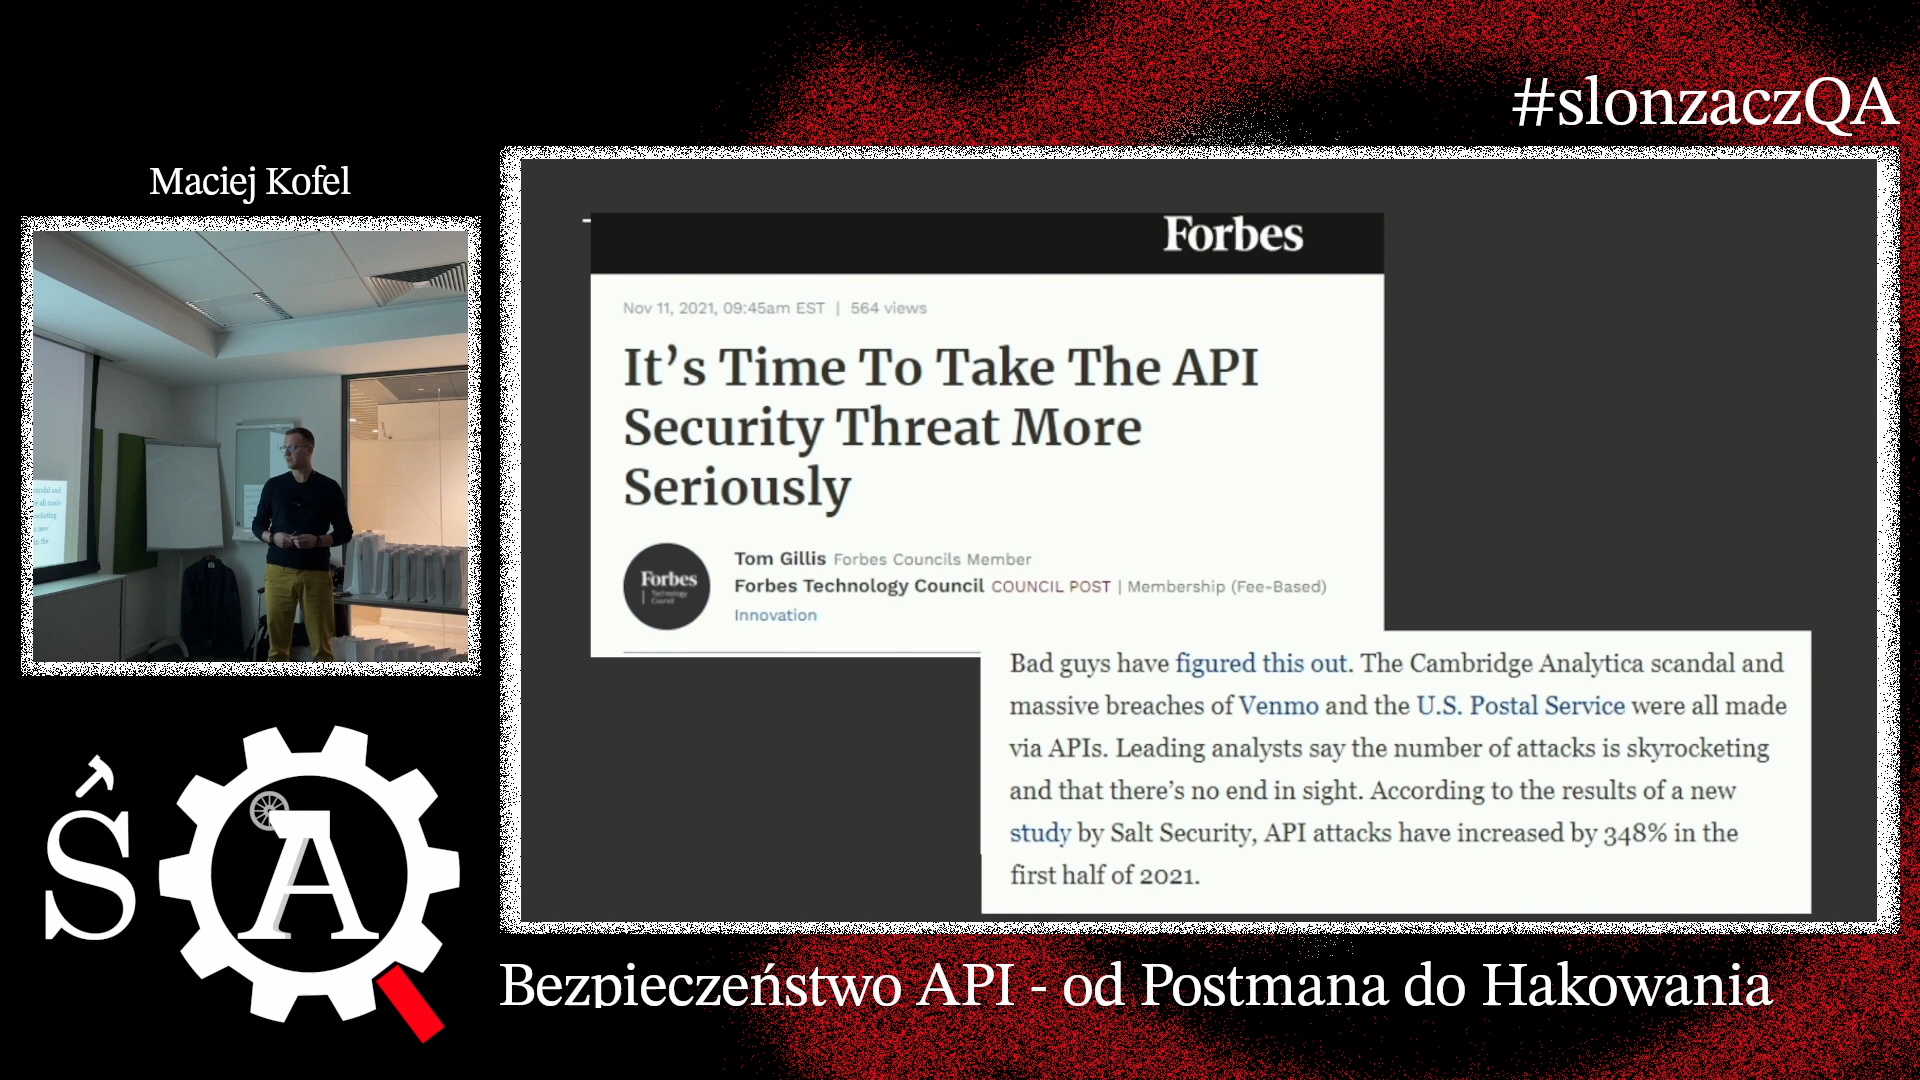 #slonzaczQA
Maciej Kofel
Forbes
Nov 11, 2021, 09:45am EST | 564 views
It's Time To Take The API
Security Threat More
Seriously
Forbes
Technology
Council
Tom Gillis Forbes Councils Member
Forbes Technology Council COUNCIL POST | Membership (Fee-Based)
Innovation
Bad guys have figured this out. The Cambridge Analytica scandal and
massive breaches of Venmo and the U.S. Postal Service were all made
via APIs. Leading analysts say the number of attacks is skyrocketing
and that there's no end in sight. According to the results of a new
study by Salt Security, API attacks have increased by 348% in the
first half of 2021.
ŚQA
Bezpieczeństwo API - od Postmana do Hakowania